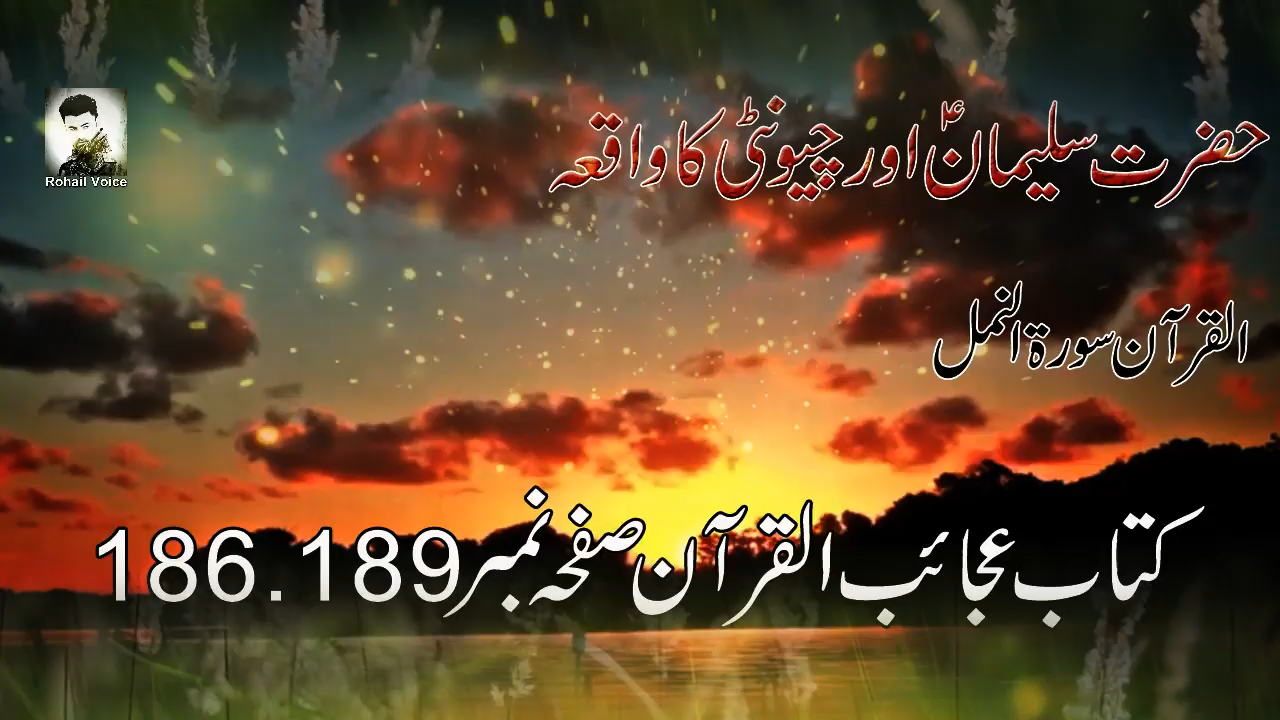 حضرت سلیمانؑ اور چیونٹی کا واقعہ
Rohail Voice
القرآن سورۃ النمل
کتاب عجائب القرآن صفحہ نمبر 186.189